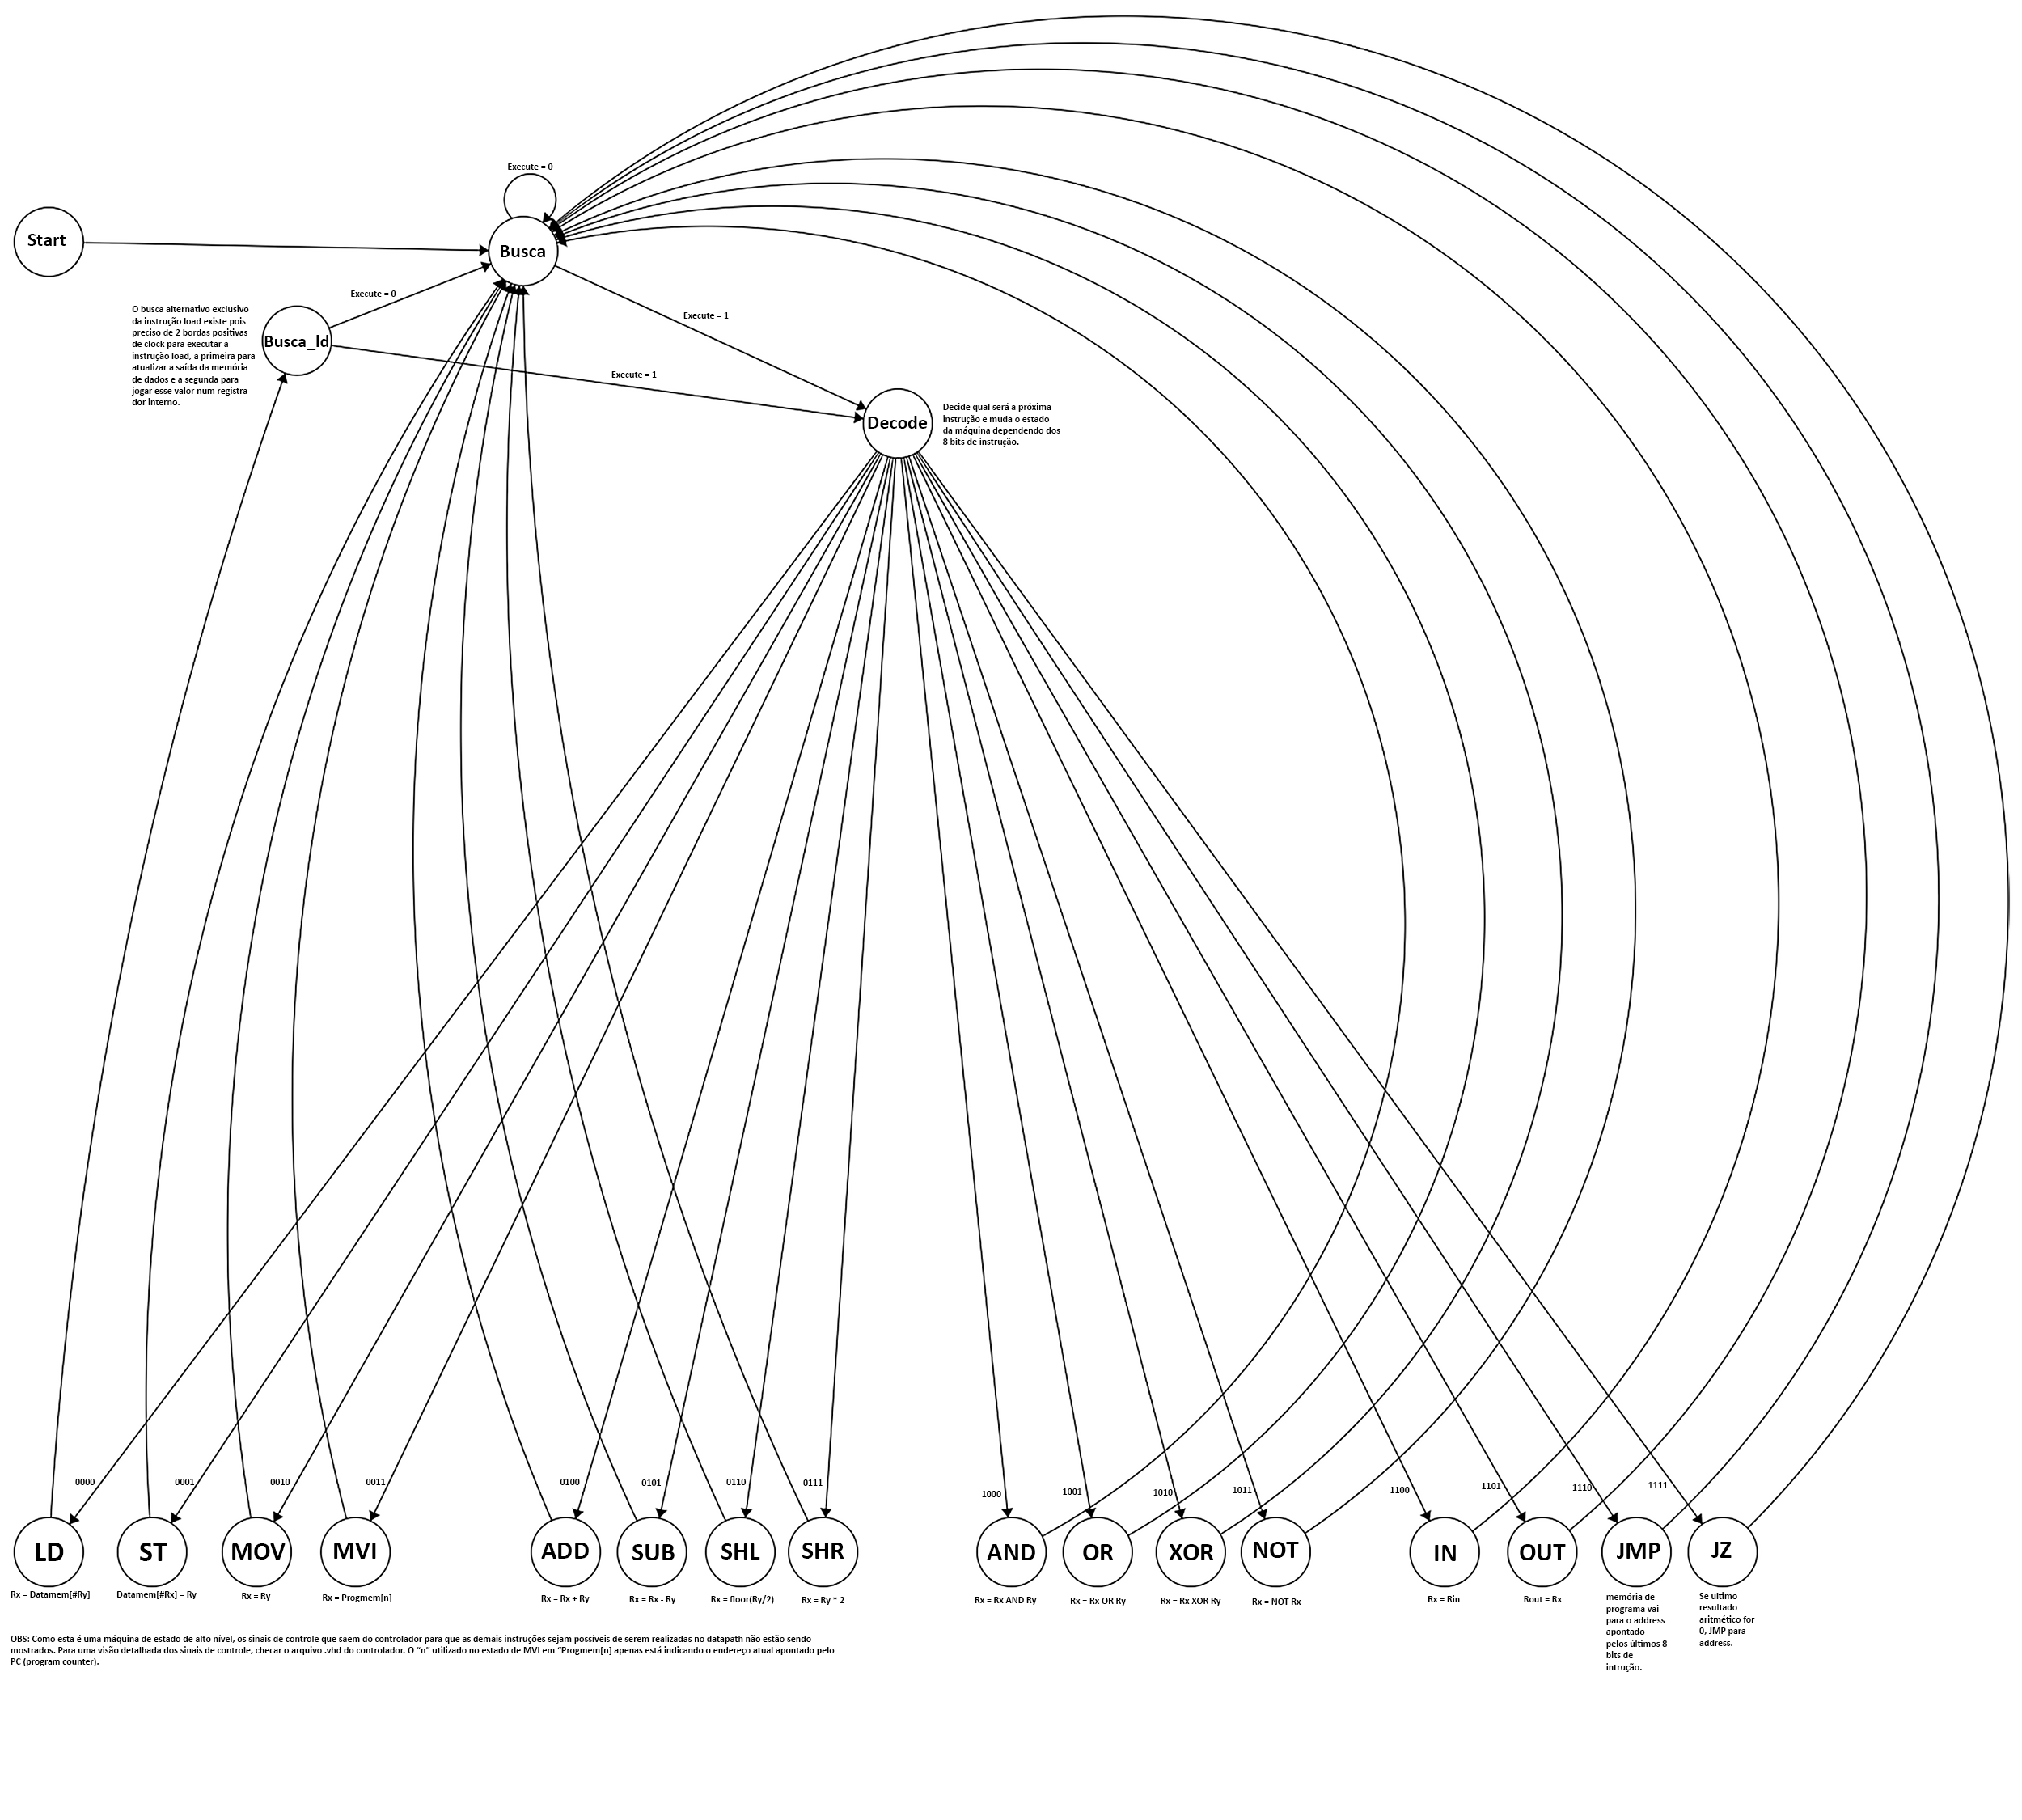 Execute = 0
Start
Busca
Execute = 0
O busca alternativo exclusivo
da instrução load existe pois
preciso de 2 bordas positivas
de clock para executar a
instrução load, a primeira para
atualizar a saída da memória
de dados e a segunda para
jogar esse valor num registra-
dor interno.
Busca_ld
Execute = 1
Execute = 1
Decode
Decide qual será a próxima
instrução e muda o estado
da máquina dependendo dos
8 bits de instrução.
0000
0001
0010
0011
0100
0101
0110
0111
1000
1001
1010
1011
1100
1101
1110
1111
LD
ST
MOV
MVI
ADD
SUB
SHL
SHR
AND
OR
XOR
NOT
IN
OUT
JMP
JZ
Rx = Datamem[#Ry]
Datamem[#Rx] = Ry
Rx = Ry
Rx = Progmem[n]
Rx = Rx + Ry
Rx = Rx - Ry
Rx = floor(Ry/2)
Rx = Ry * 2
Rx = Rx AND Ry
Rx = Rx OR Ry
Rx = Rx XOR Ry
Rx = NOT Rx
Rx = Rin
Rout = Rx
memória de
programa vai
para o address
apontado
pelos últimos 8
bits de
intrução.
Se ultimo
resultado
aritmético for
0, JMP para
address.
OBS: Como esta é uma máquina de estado de alto nível, os sinais de controle que saem do controlador para que as demais instruções sejam possíveis de serem realizadas no datapath não estão sendo
mostrados. Para uma visão detalhada dos sinais de controle, checar o arquivo .vhd do controlador. O “n” utilizado no estado de MVI em “Progmem[n] apenas está indicando o endereço atual apontado pelo
PC (program counter).